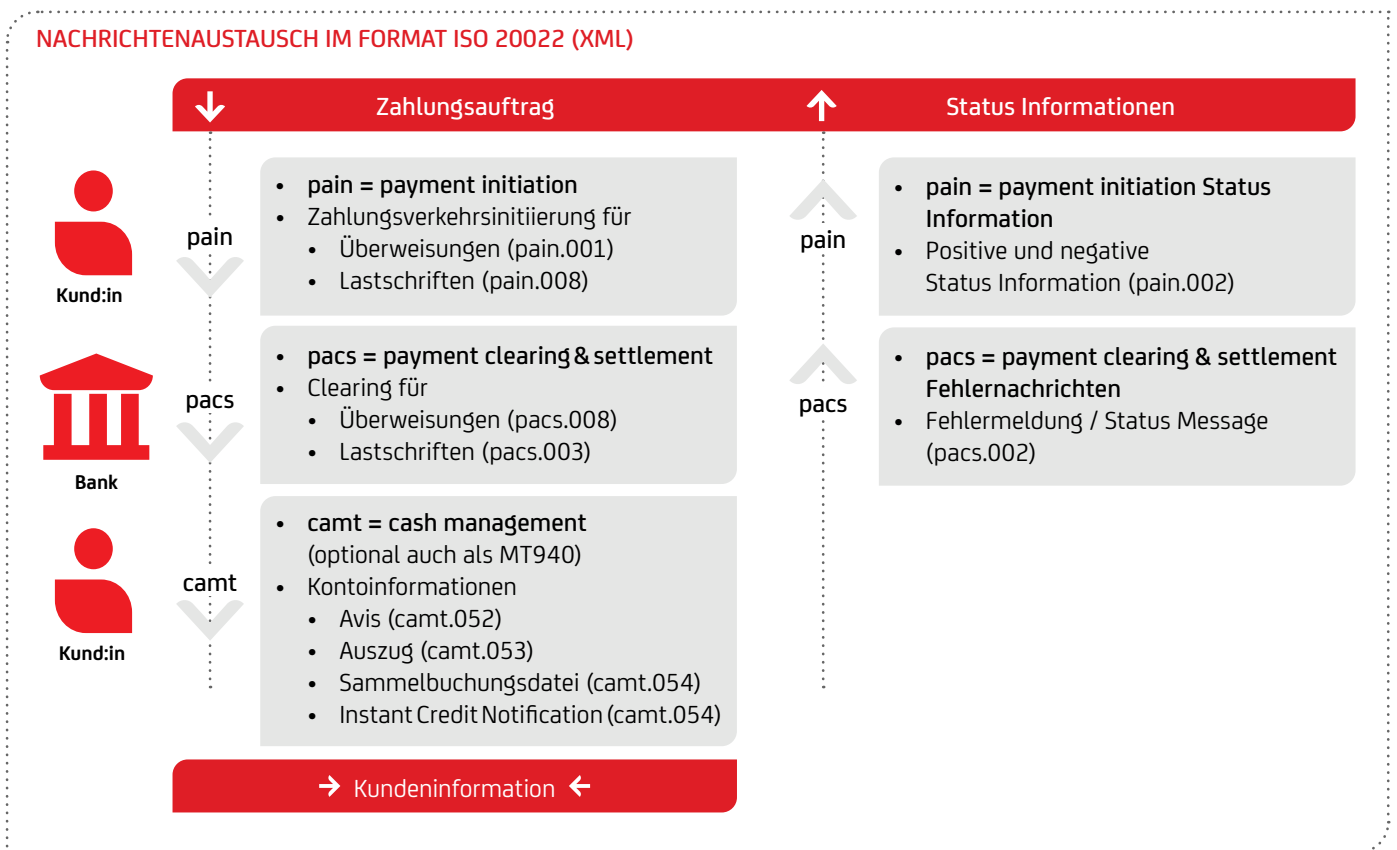 NACHRICHTENAUSTAUSCH IM FORMAT ISO 20022 (XML)
Zahlungsauftrag
Status Informationen
Kund:in
pain
• pain = payment initiation
• Zahlungsverkehrsinitiierung für
• Überweisungen (pain.001)
• Lastschriften (pain.008)
pain
• pain = payment initiation Status
Information
• Positive und negative
Status Information (pain.002)
Bank
pacs
• pacs = payment clearing & settlement
• Clearing für
• Überweisungen (pacs.008)
• Lastschriften (pacs.003)
pacs
• pacs = payment clearing & settlement
Fehlernachrichten
• Fehlermeldung / Status Message
(pacs.002)
Kund:in
camt
• camt = cash management
(optional auch als MT940)
• Kontoinformationen
• Avis (camt.052)
• Auszug (camt.053)
• Sammelbuchungsdatei (camt.054)
• Instant Credit Notification (camt.054)
→ Kundeninformation ←